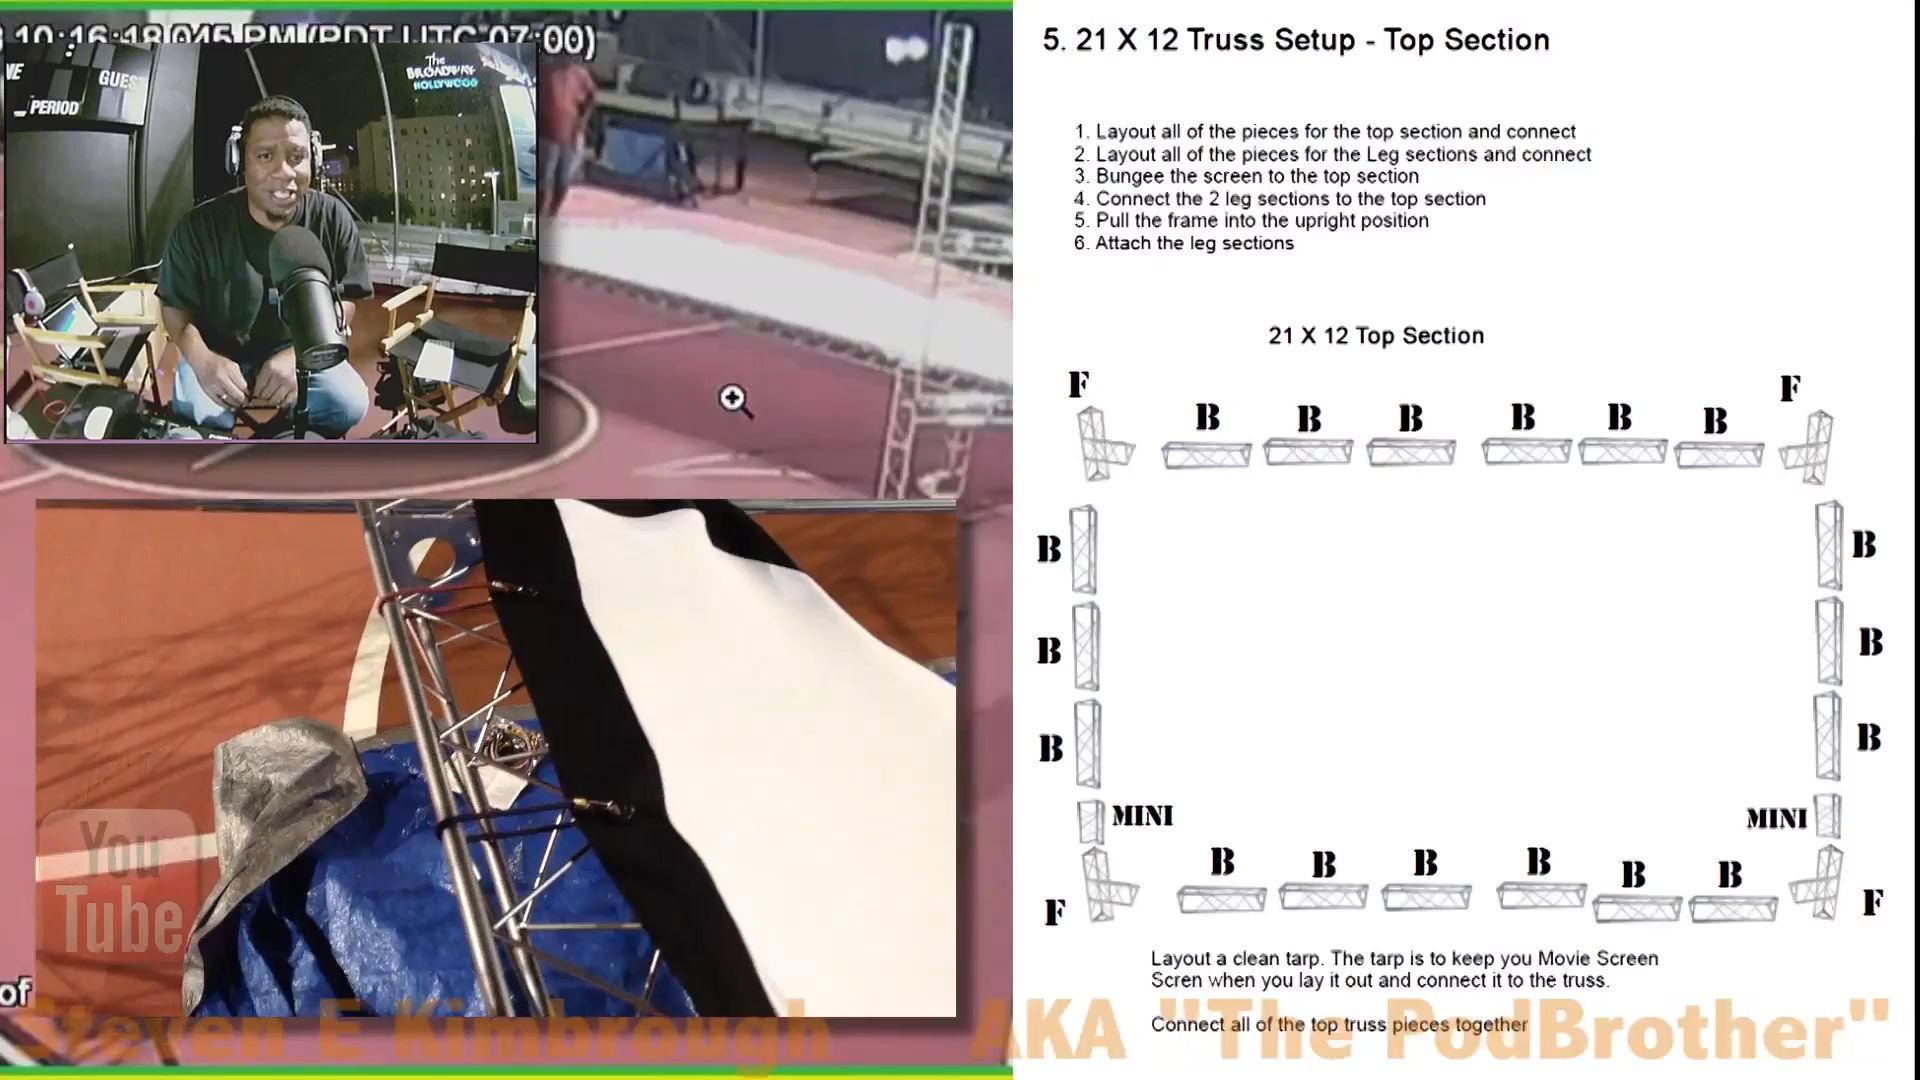 10:16:18.045 PM (PDT UTC 07:00)
The
BROADWAY
HOLLYWOOD
GUEST
PERIOD
5. 21 X 12 Truss Setup - Top Section
1. Layout all of the pieces for the top section and connect
2. Layout all of the pieces for the Leg sections and connect
3. Bungee the screen to the top section
4. Connect the 2 leg sections to the top section
5. Pull the frame into the upright position
6. Attach the leg sections
21 X 12 Top Section
F B B B B B B F
B B
B B
B B
MINI MINI
F B B B B B B F
Layout a clean tarp. The tarp is to keep you Movie Screen
Scren when you lay it out and connect it to the truss.
Connect all of the top truss pieces together
You
Tube
of
Steven E Kimbrough AKA "The PodBrother"